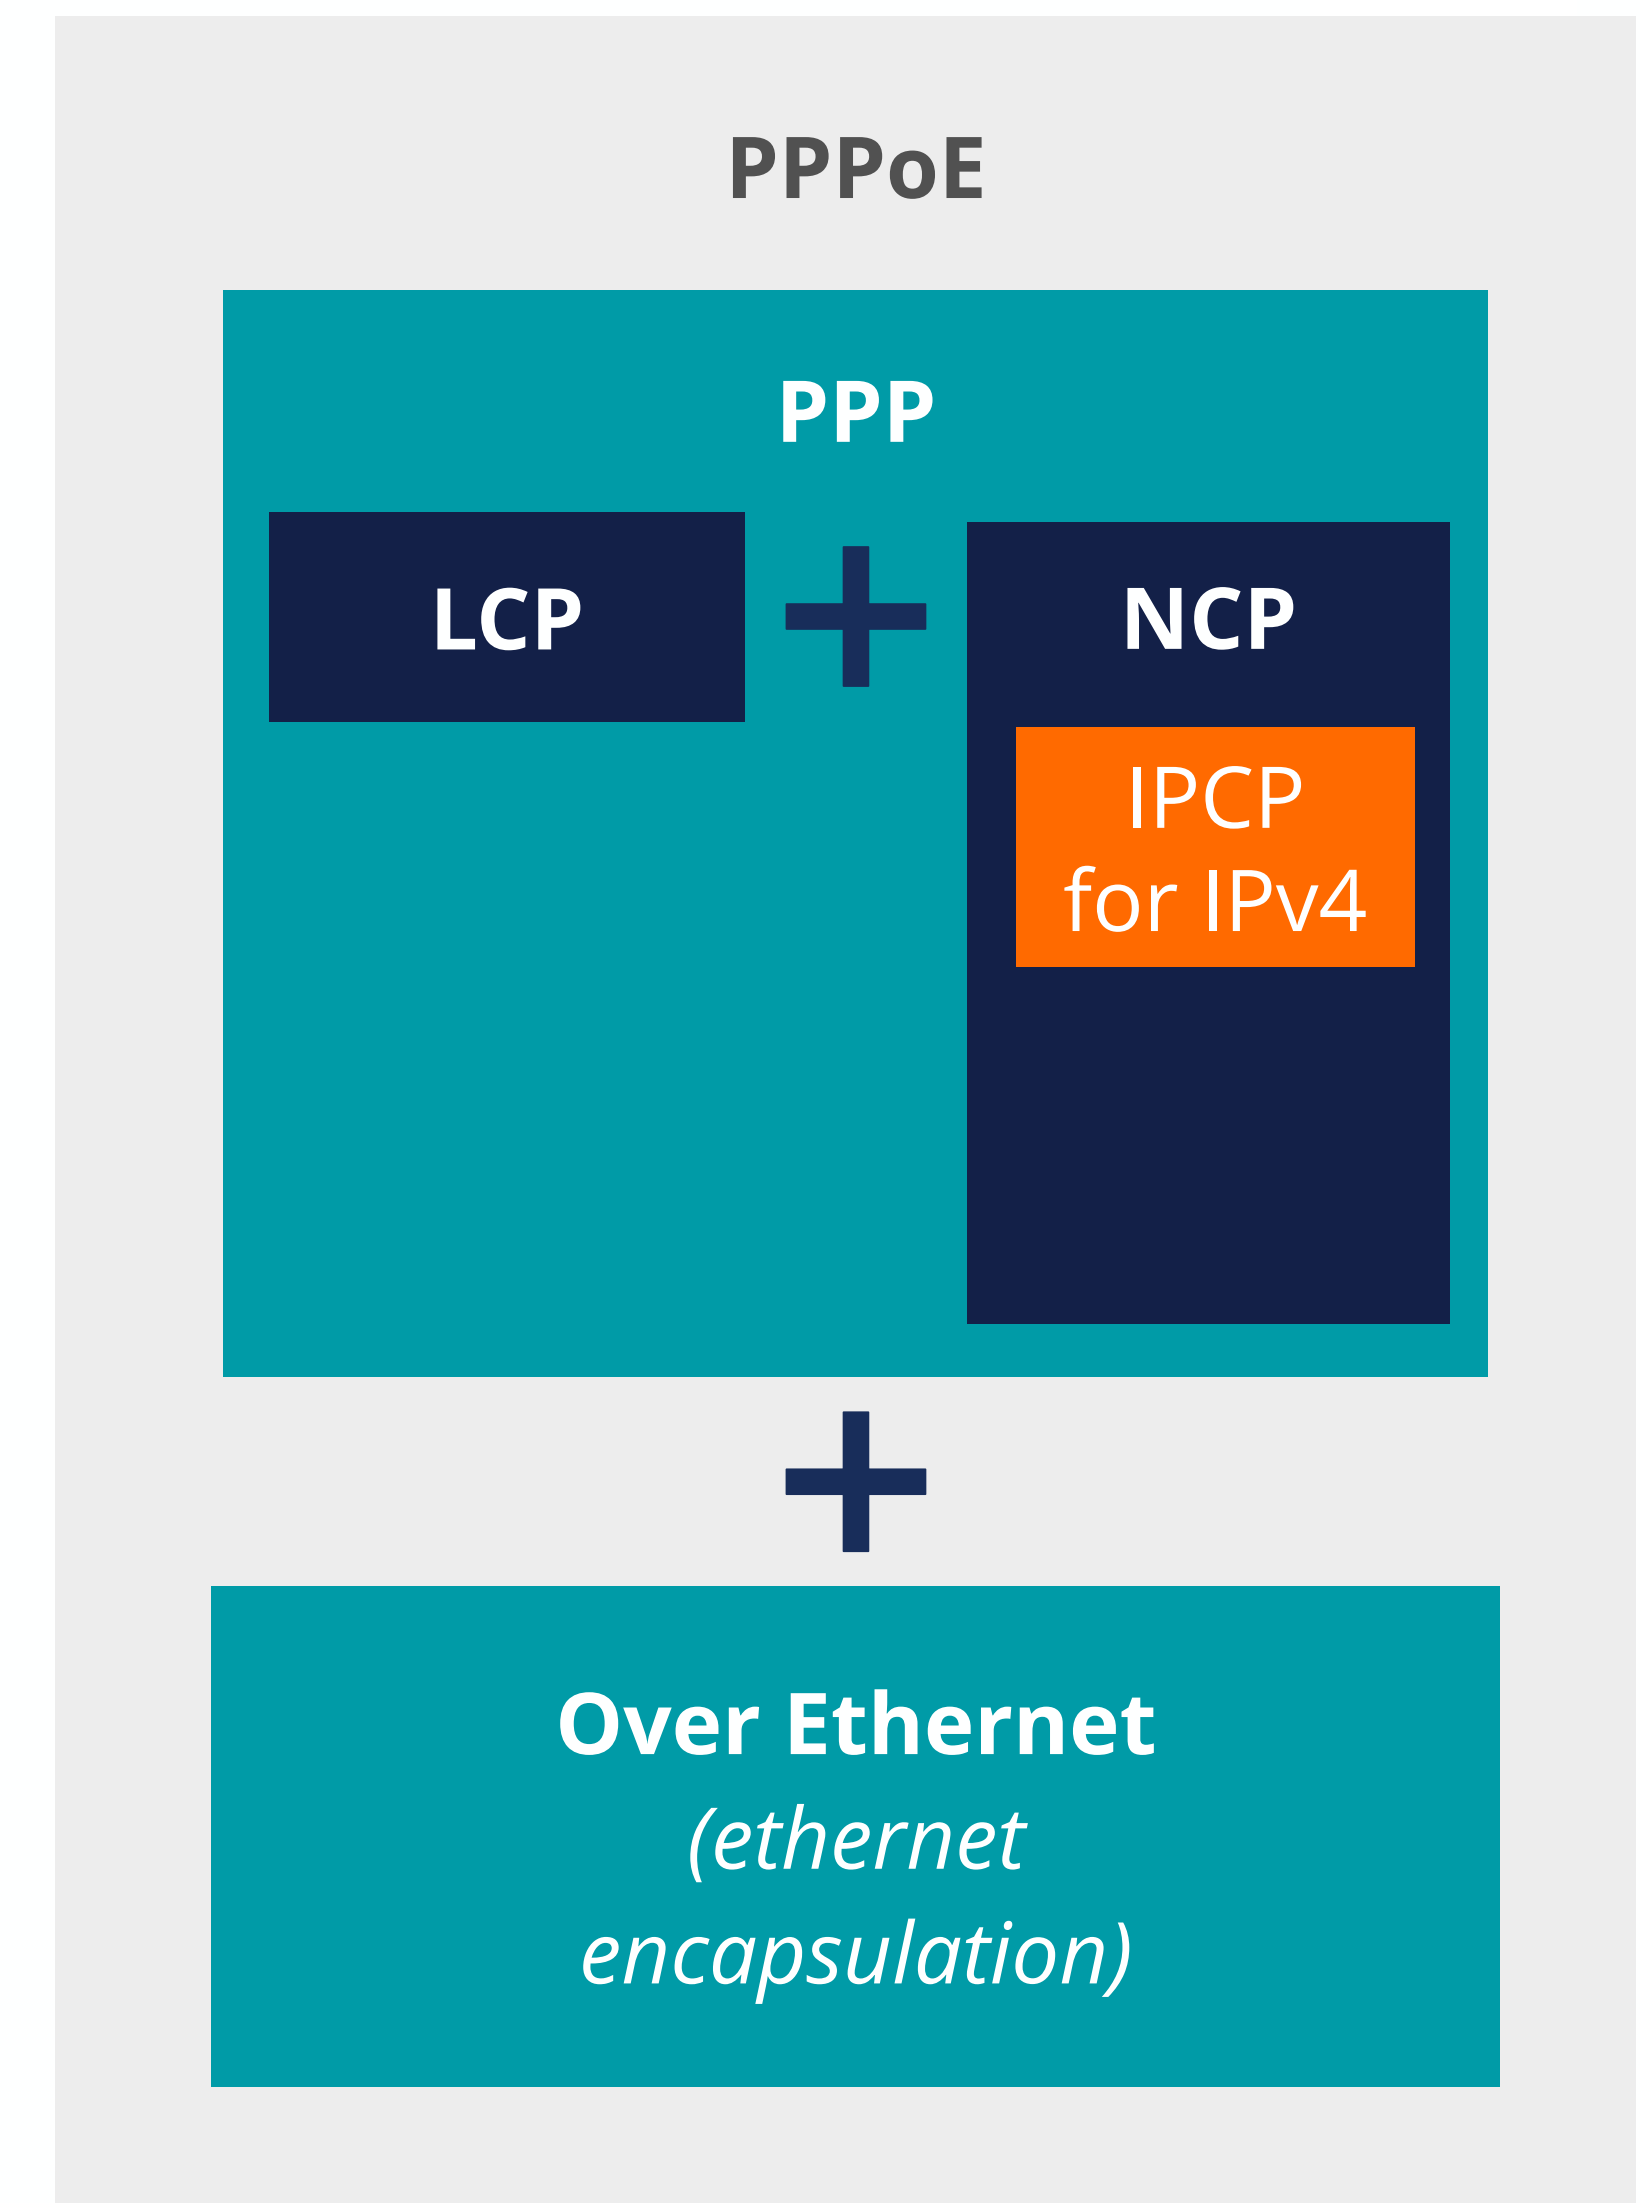 PPPoE
PPP
LCP
NCP
IPCP
for IPv4
Over Ethernet
(ethernet
encapsulation)